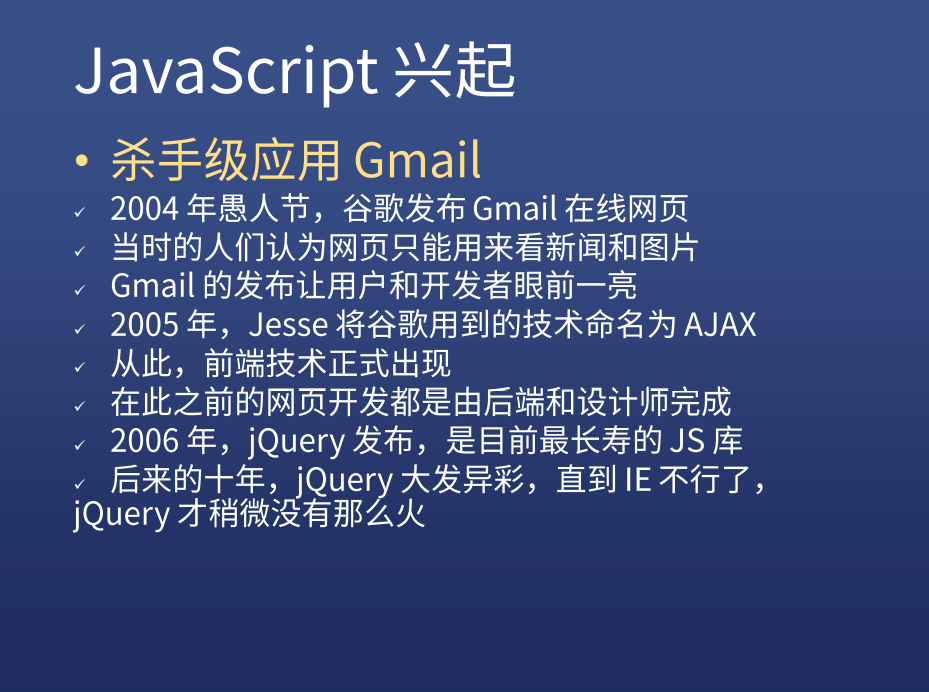 JavaScript 兴起
• 杀手级应用 Gmail
✓ 2004 年愚人节，谷歌发布 Gmail 在线网页
✓ 当时的人们认为网页只能用来看新闻和图片
✓ Gmail 的发布让用户和开发者眼前一亮
✓ 2005 年，Jesse 将谷歌用到的技术命名为 AJAX
✓ 从此，前端技术正式出现
✓ 在此之前的网页开发都是由后端和设计师完成
✓ 2006 年，jQuery 发布，是目前最长寿的 JS 库
✓ 后来的十年，jQuery 大发异彩，直到 IE 不行了，
jQuery 才稍微没有那么火